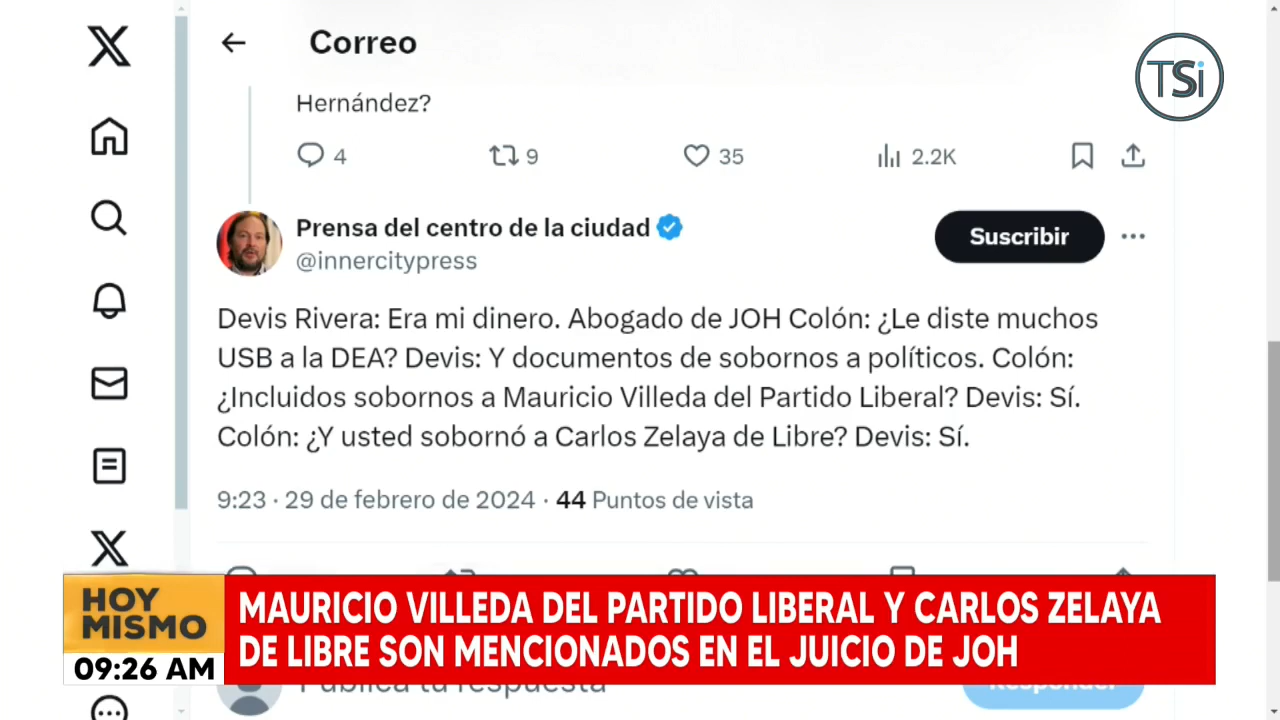 Correo
TSi
Hernández?
4 9 35 2.2K
Prensa del centro de la ciudad
@innercitypress
Suscribir
Devis Rivera: Era mi dinero. Abogado de JOH Colón: ¿Le diste muchos
USB a la DEA? Devis: Y documentos de sobornos a políticos. Colón:
¿Incluidos sobornos a Mauricio Villeda del Partido Liberal? Devis: Sí.
Colón: ¿Y usted sobornó a Carlos Zelaya de Libre? Devis: Sí.
9:23 · 29 de febrero de 2024 · 44 Puntos de vista
HOY
MISMO
09:26 AM
MAURICIO VILLEDA DEL PARTIDO LIBERAL Y CARLOS ZELAYA
DE LIBRE SON MENCIONADOS EN EL JUICIO DE JOH
Publica tu respuesta
Responder